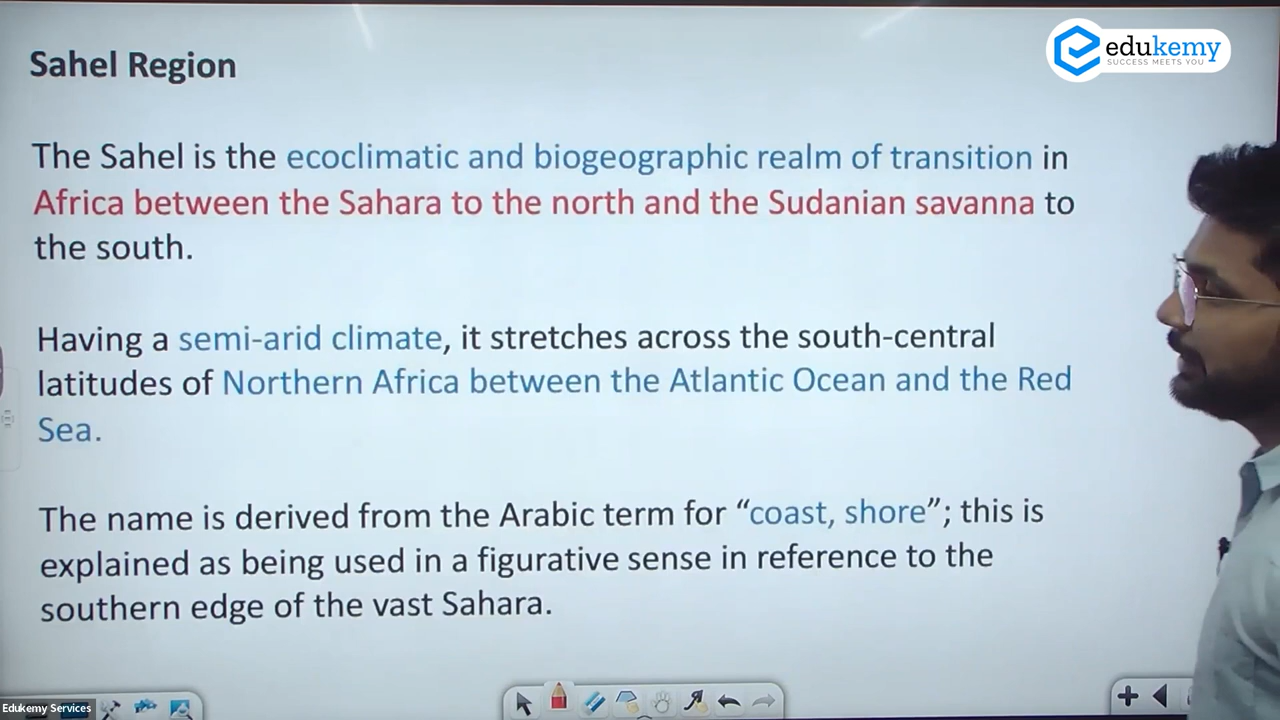 Sahel Region
edukemy
SUCCESS MEETS YOU
The Sahel is the ecoclimatic and biogeographic realm of transition in
Africa between the Sahara to the north and the Sudanian savanna to
the south.
Having a semi-arid climate, it stretches across the south-central
latitudes of Northern Africa between the Atlantic Ocean and the Red
Sea.
The name is derived from the Arabic term for “coast, shore”; this is
explained as being used in a figurative sense in reference to the
southern edge of the vast Sahara.
Edukemy Services